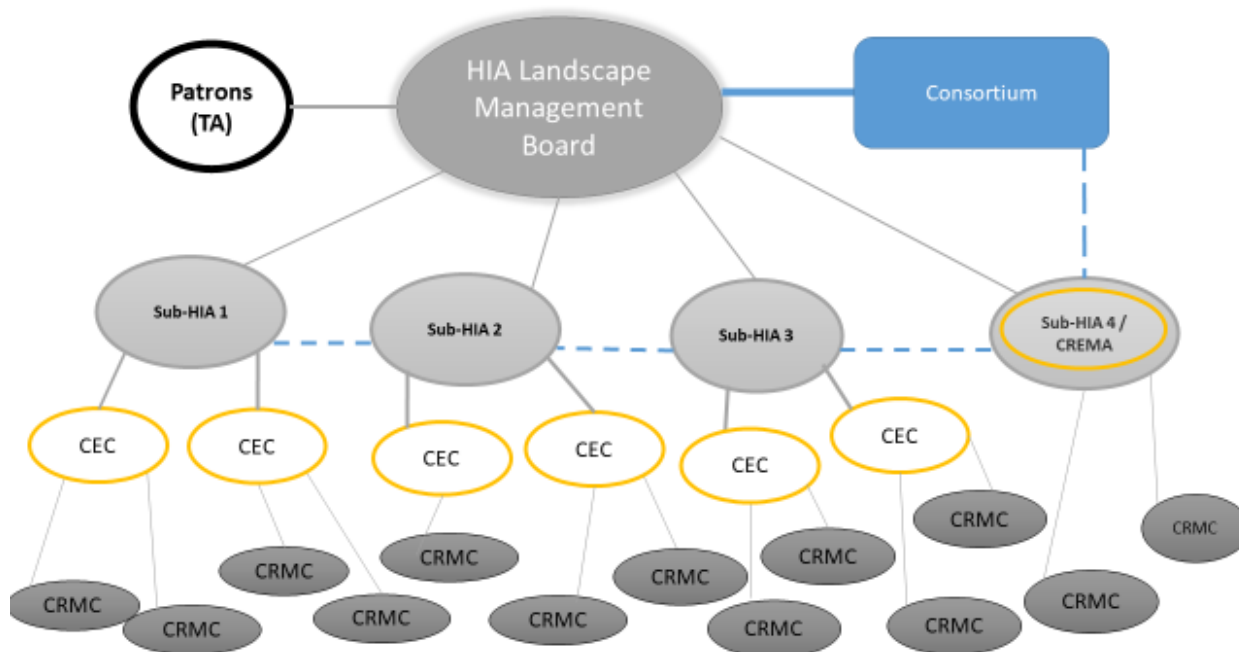 Patrons
(TA)
HIA Landscape
Management
Board
Consortium
Sub-HIA 1
Sub-HIA 2
Sub-HIA 3
Sub-HIA 4 /
CREMA
CEC
CEC
CEC
CEC
CEC
CEC
CRMC
CRMC
CRMC
CRMC
CRMC
CRMC
CRMC
CRMC
CRMC
CRMC
CRMC
CRMC
CRMC